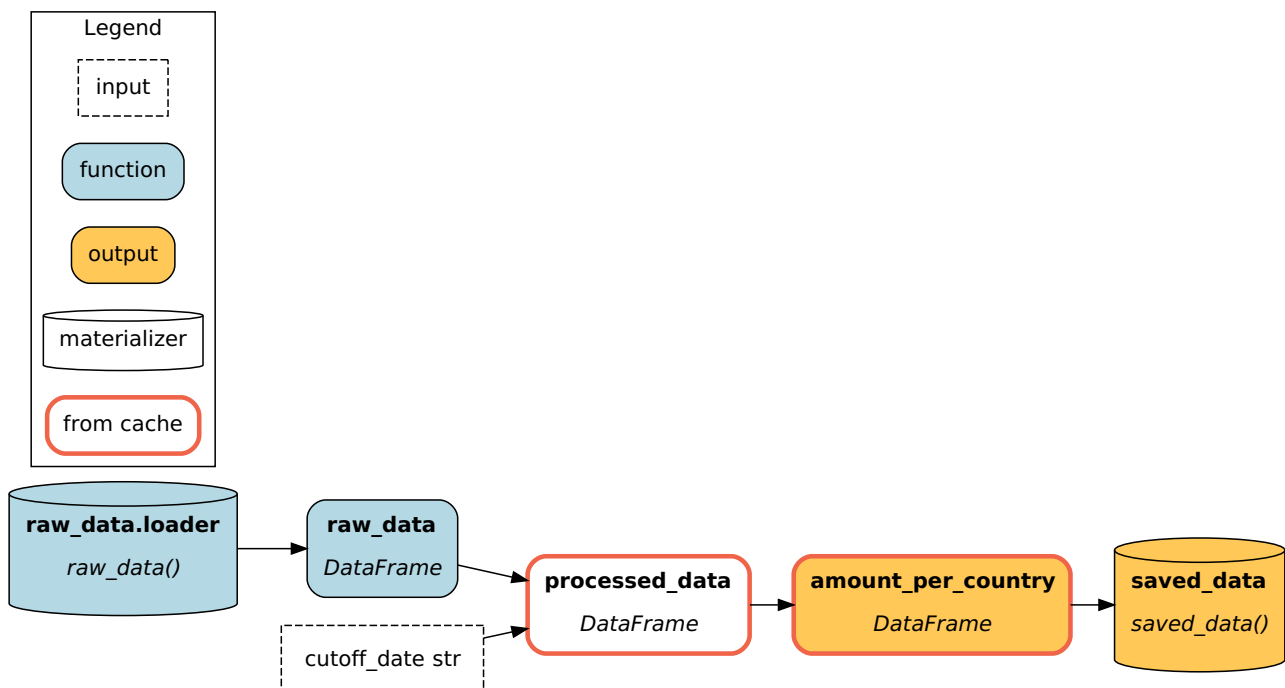 Legend
input
function
output
materializer
from cache
raw_data.loader
raw_data()
raw_data
DataFrame
cutoff_date str
processed_data
DataFrame
amount_per_country
DataFrame
saved_data
saved_data()